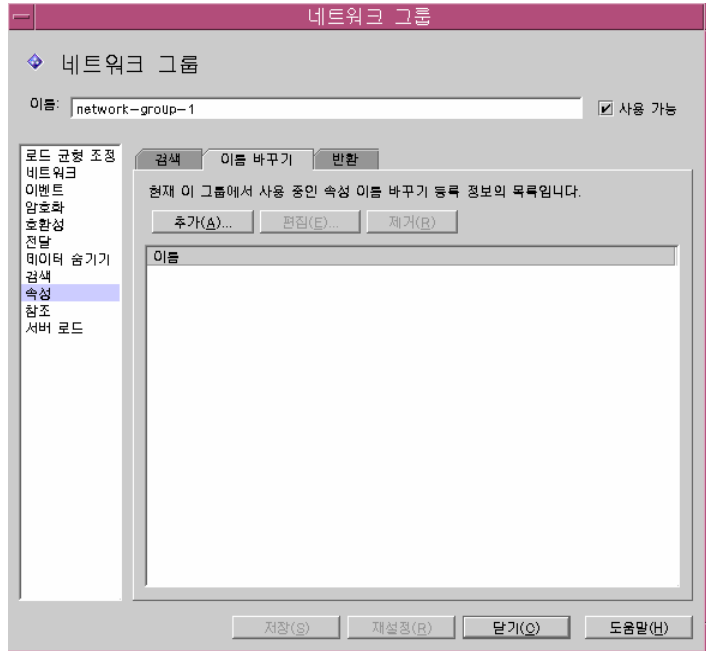 네트워크 그룹
네트워크 그룹
이름: network-group-1 사용 가능
로드 균형 조정
네트워크
이벤트
암호화
호환성
전달
데이터 숨기기
검색
속성
참조
서버 로드
검색 이름 바꾸기 반환
현재 이 그룹에서 사용 중인 속성 이름 바꾸기 등록 정보의 목록입니다.
추가(A)... 편집(E)... 제거(R)
이름
저장(S) 재설정(R) 닫기(C) 도움말(H)